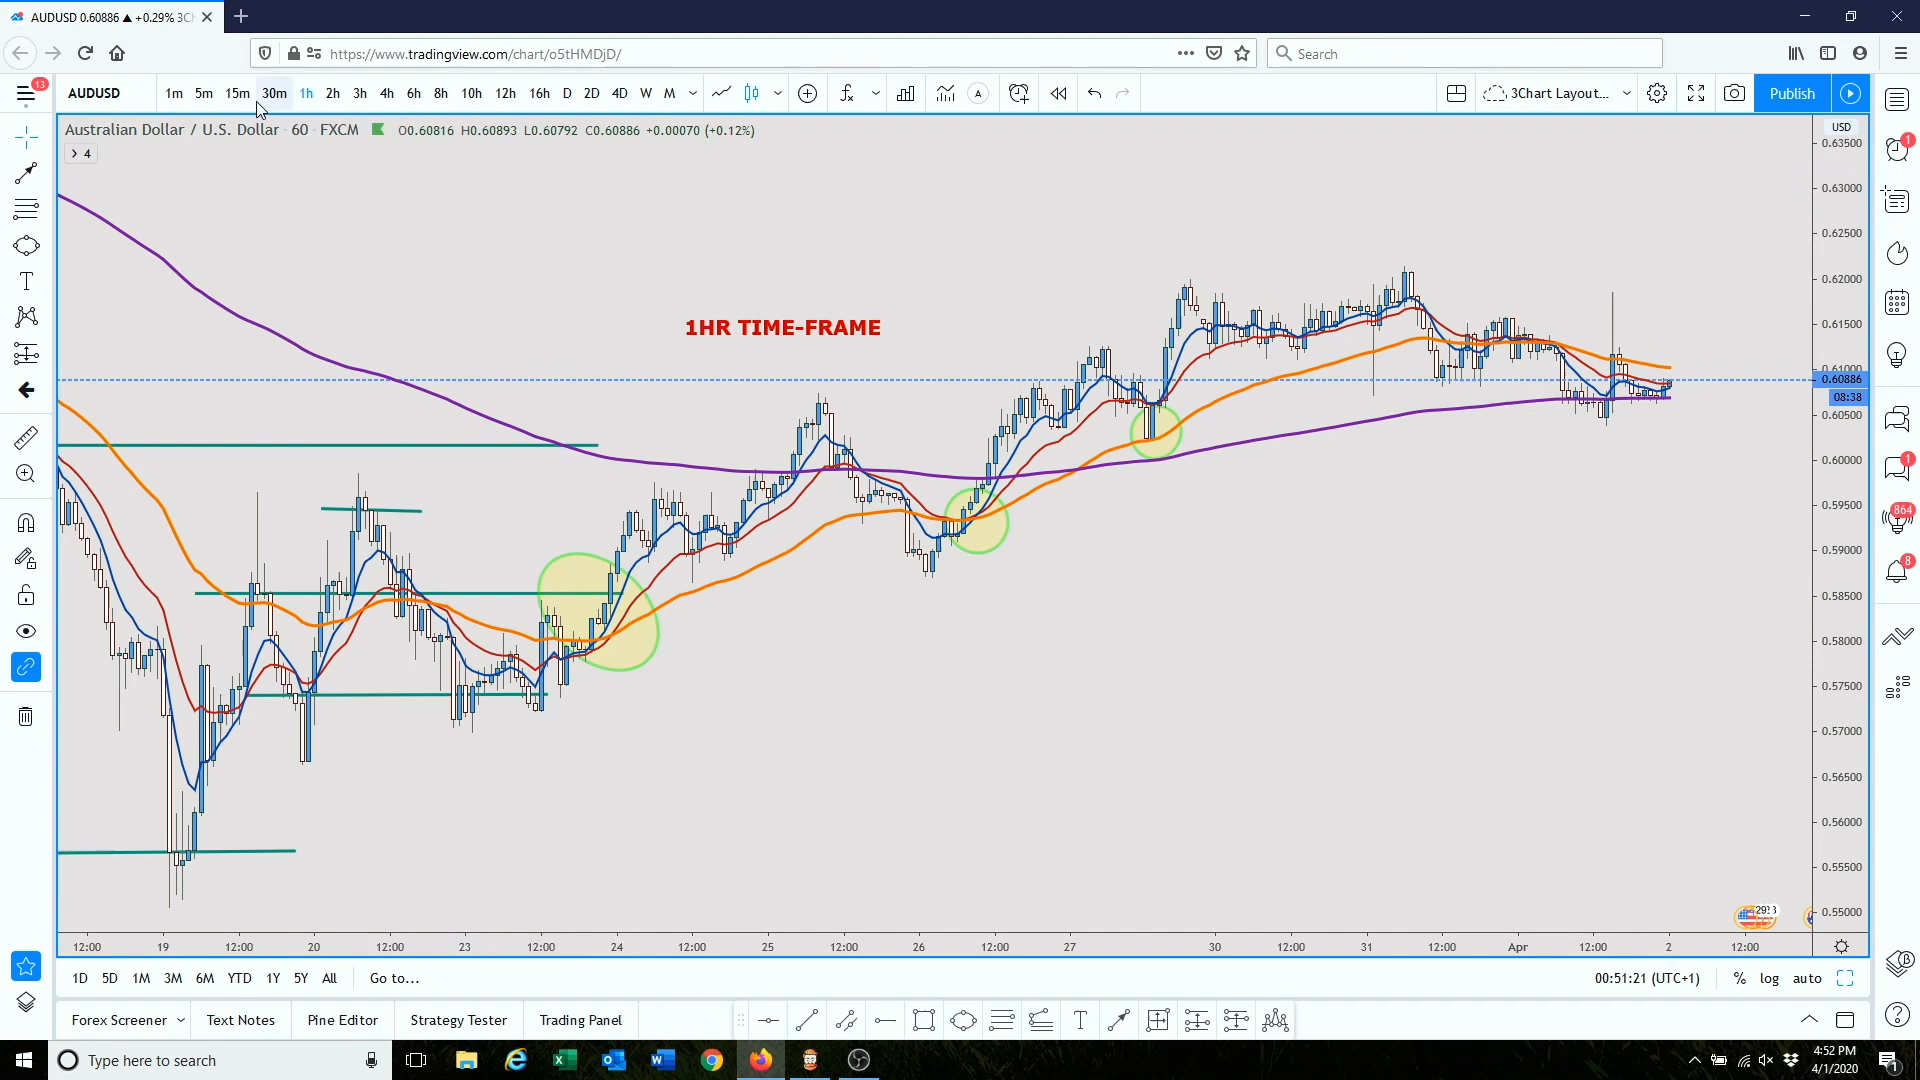 AUDUSD 0.60886 ▲ +0.29% 3Ch
https://www.tradingview.com/chart/o5tHMDjD/
Search
13
AUDUSD 1m 5m 15m 30m 1h 2h 3h 4h 6h 8h 10h 12h 16h D 2D 4D W M A 3Chart Layout... Publish
Australian Dollar / U.S. Dollar · 60 · FXCM O0.60816 H0.60893 L0.60792 C0.60886 +0.00070 (+0.12%)
4
USD
0.63500
0.63000
0.62500
0.62000
0.61500
0.61000
0.60886
08:38
0.60500
0.60000
0.59500
0.59000
0.58500
0.58000
0.57500
0.57000
0.56500
0.56000
0.55000
1HR TIME-FRAME
1
1
864
8
12:00 19 12:00 20 12:00 23 12:00 24 12:00 25 12:00 26 12:00 27 30 12:00 31 12:00 Apr 12:00 2 12:00
1D 5D 1M 3M 6M YTD 1Y 5Y All Go to... 00:51:21 (UTC+1) % log auto
Forex Screener Text Notes Pine Editor Strategy Tester Trading Panel
Type here to search
4:52 PM
4/1/2020
1